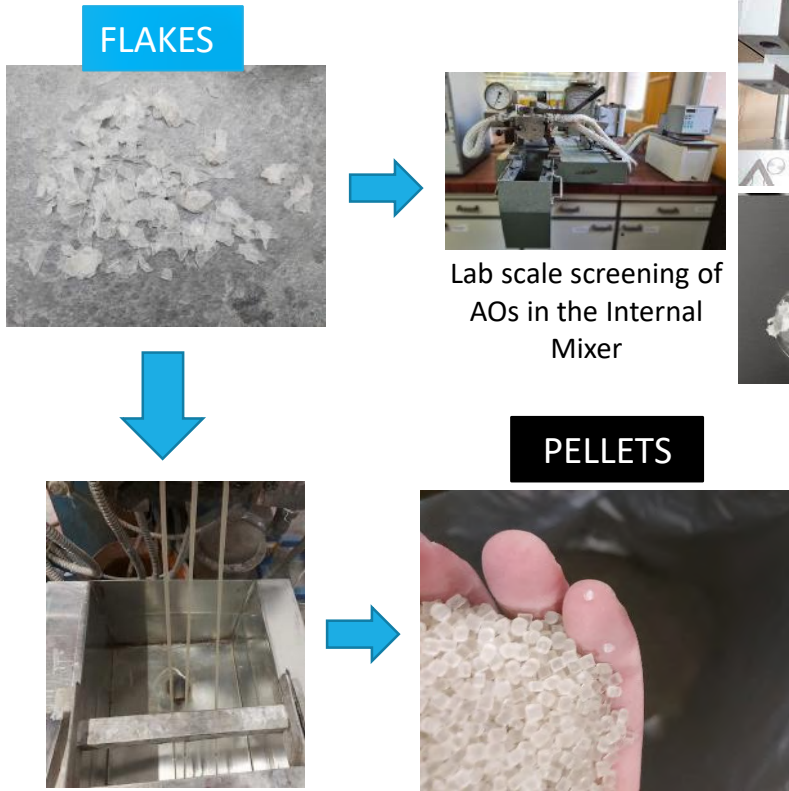 FLAKES
Lab scale screening of
AOs in the Internal
Mixer
PELLETS